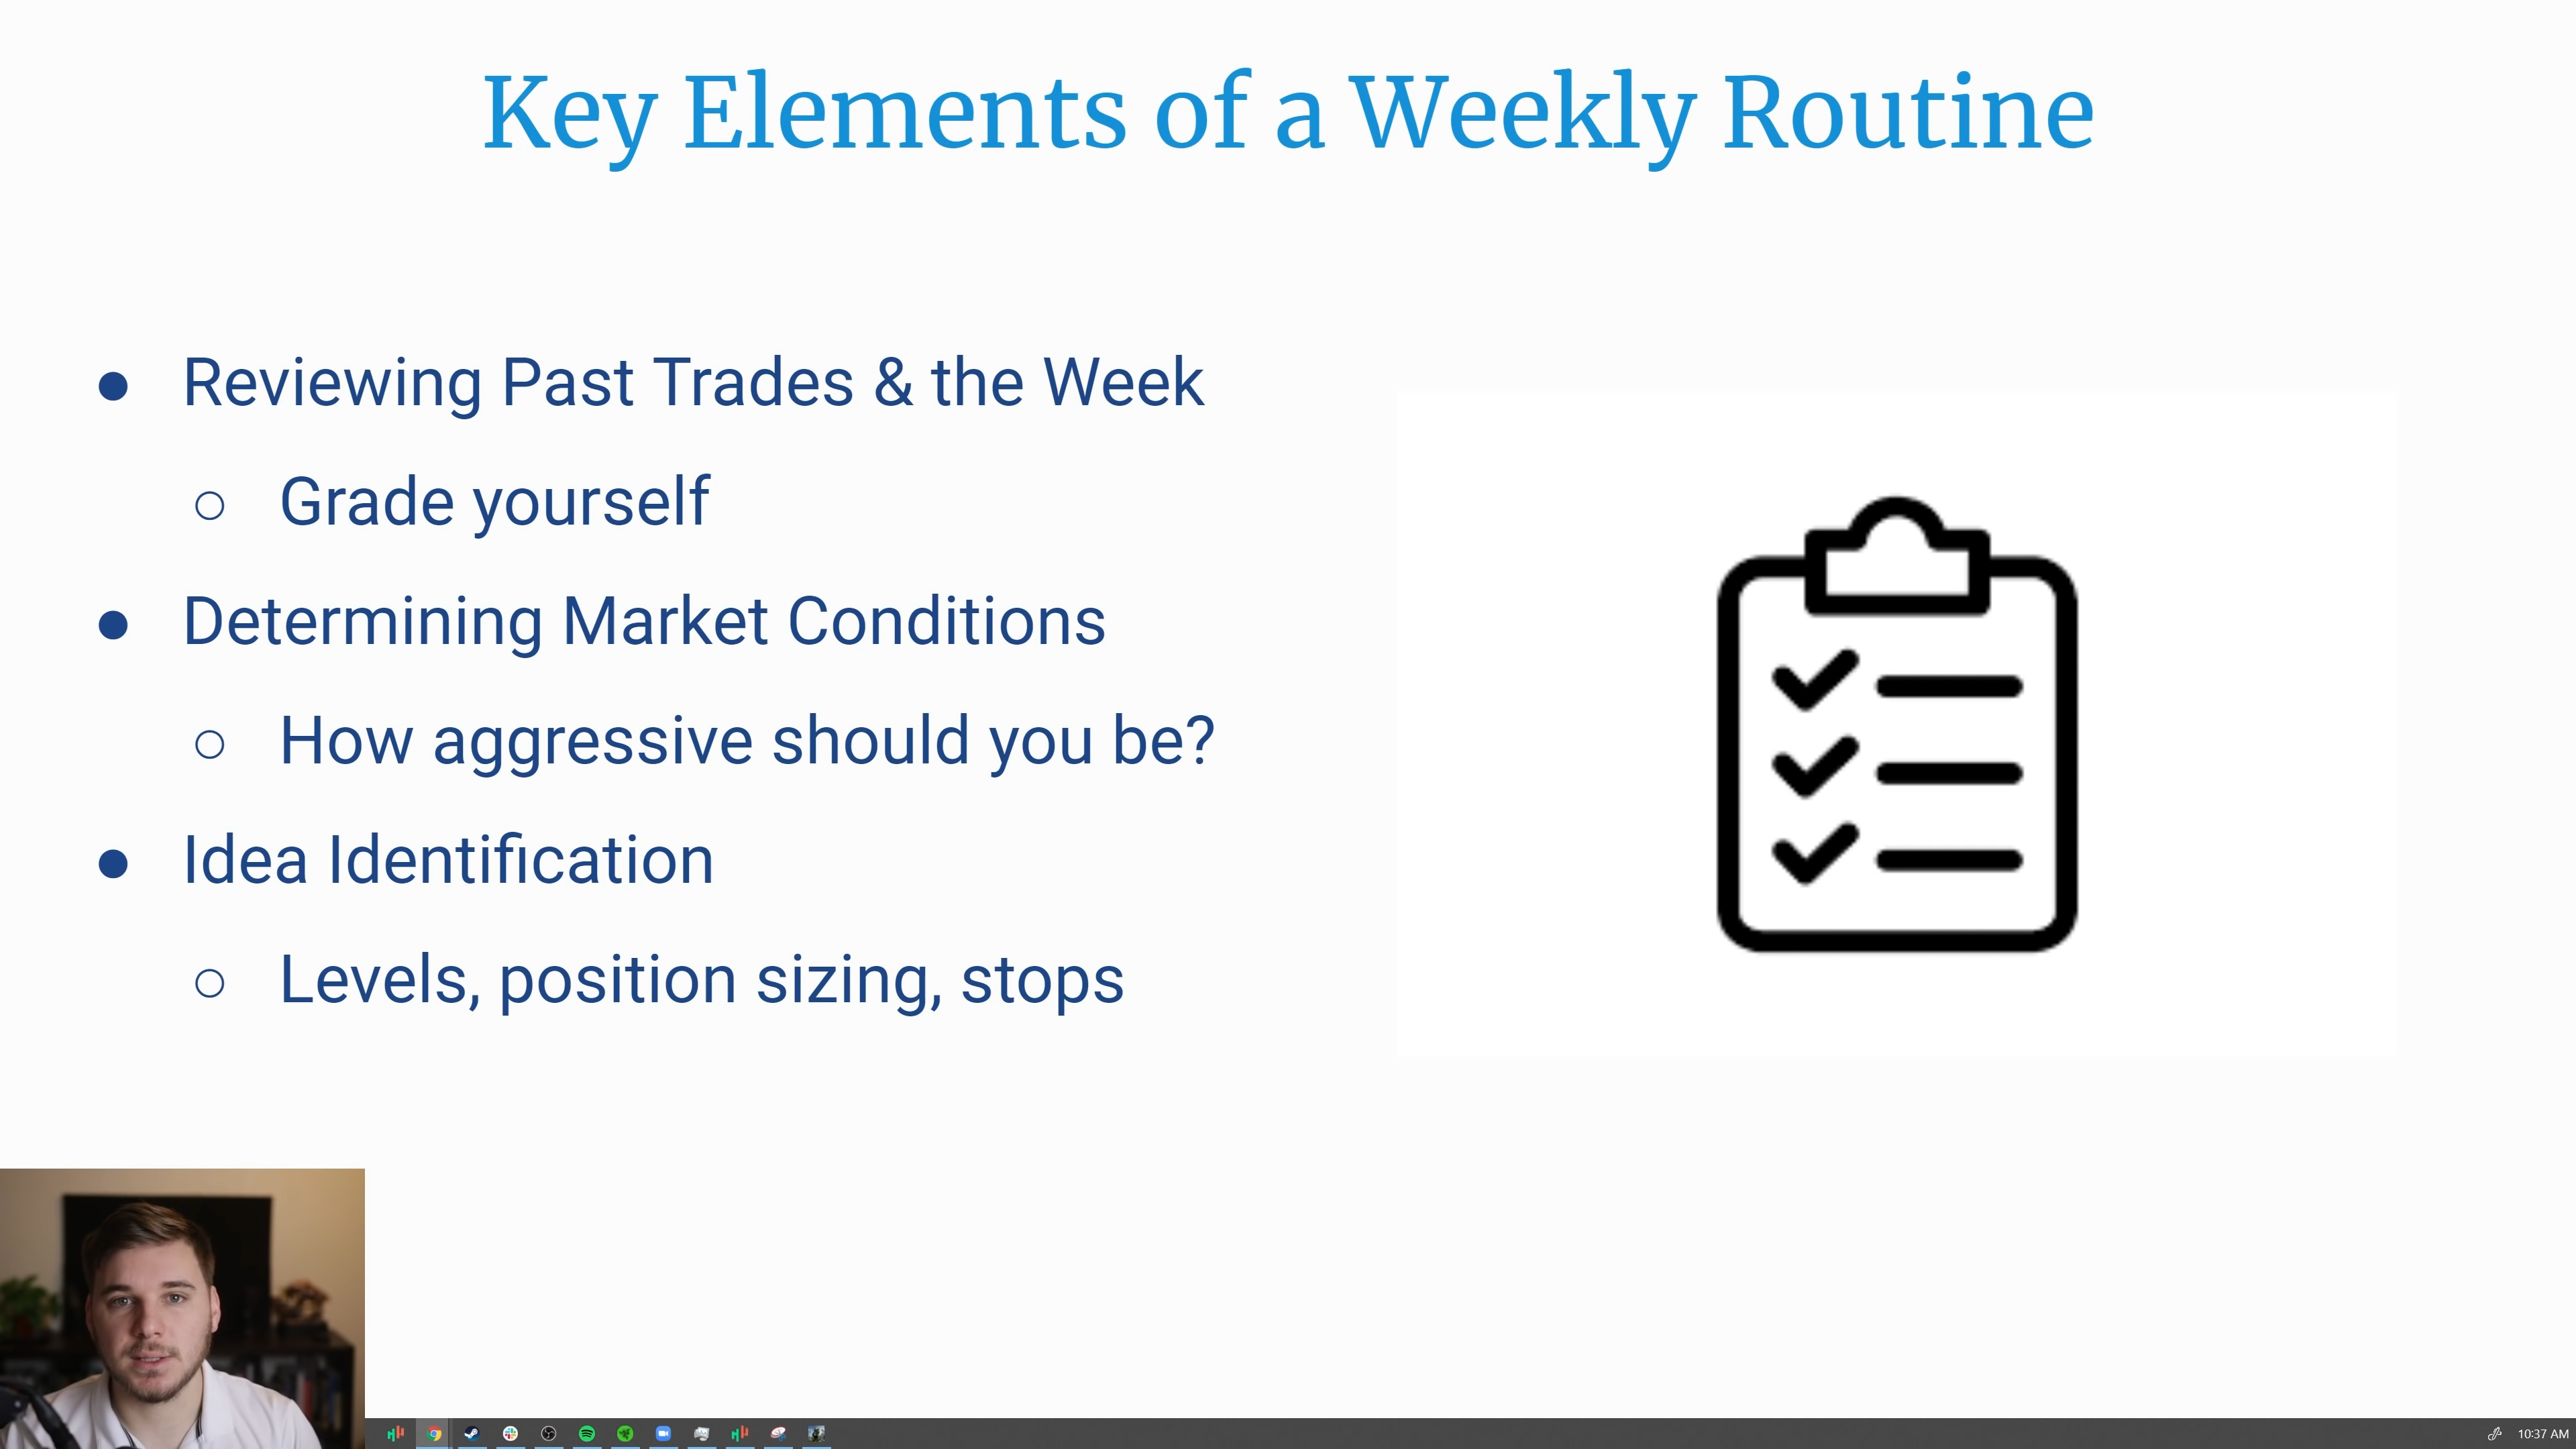 Key Elements of a Weekly Routine
Reviewing Past Trades & the Week
Grade yourself
Determining Market Conditions
How aggressive should you be?
Idea Identification
Levels, position sizing, stops
10:37 AM